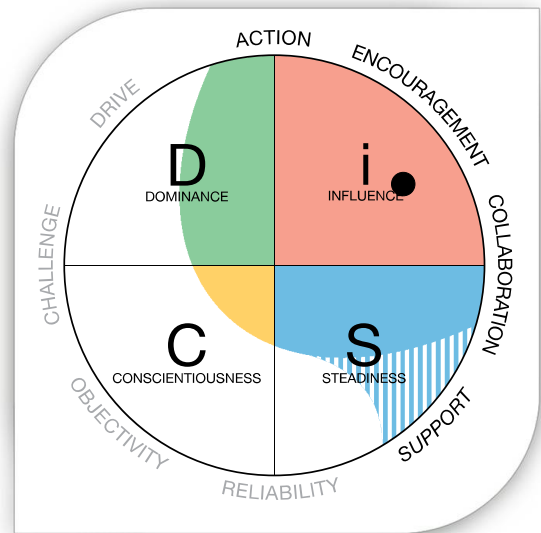 ACTION
ENCOURAGEMENT
DRIVE
D
DOMINANCE
i
INFLUENCE
CHALLENGE
COLLABORATION
C
CONSCIENTIOUSNESS
S
STEADINESS
OBJECTIVITY
SUPPORT
RELIABILITY